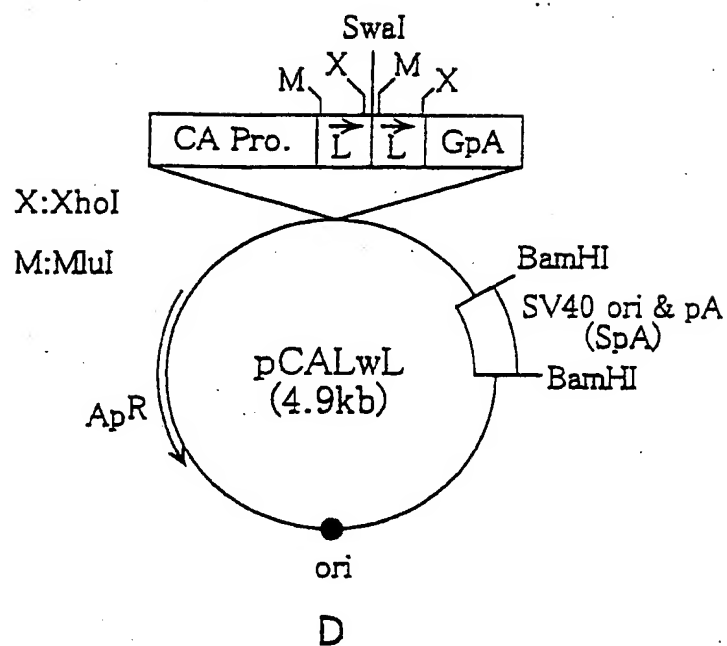 SwaI
X M
M X
CA Pro. L L GpA
X:XhoI
M:MluI
BamHI
SV40 ori & pA
(SpA)
BamHI
pCALwL
(4.9kb)
ApR
ori
D